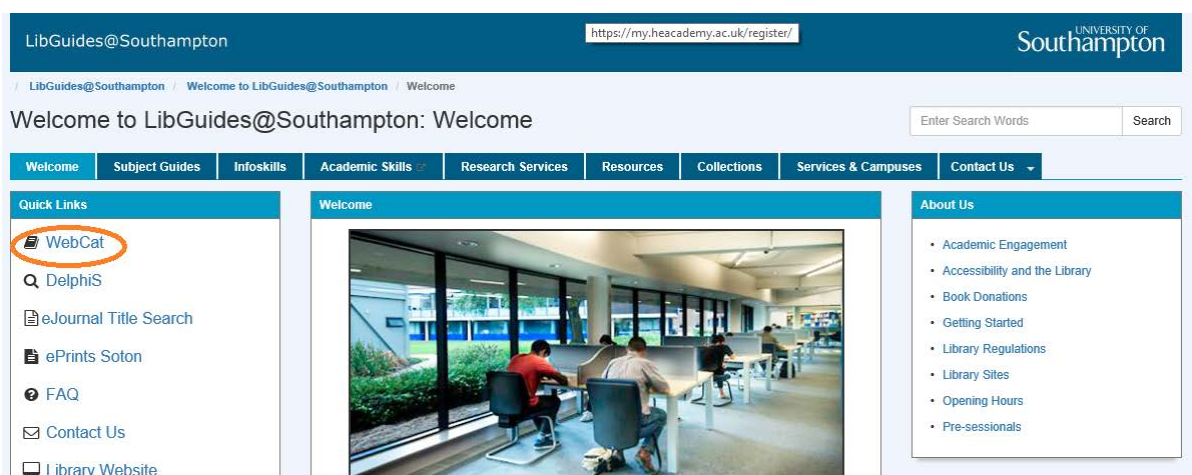 LibGuides@Southampton
https://my.heacademy.ac.uk/register/
UNIVERSITY OF
Southampton
/ LibGuides@Southampton / Welcome to LibGuides@Southampton / Welcome
Welcome to LibGuides@Southampton: Welcome
Enter Search Words
Search
Welcome
Subject Guides
Infoskills
Academic Skills
Research Services
Resources
Collections
Services & Campuses
Contact Us
Quick Links
WebCat
DelphiS
eJournal Title Search
ePrints Soton
FAQ
Contact Us
Library Website
Welcome
About Us
• Academic Engagement
• Accessibility and the Library
• Book Donations
• Getting Started
• Library Regulations
• Library Sites
• Opening Hours
• Pre-sessionals